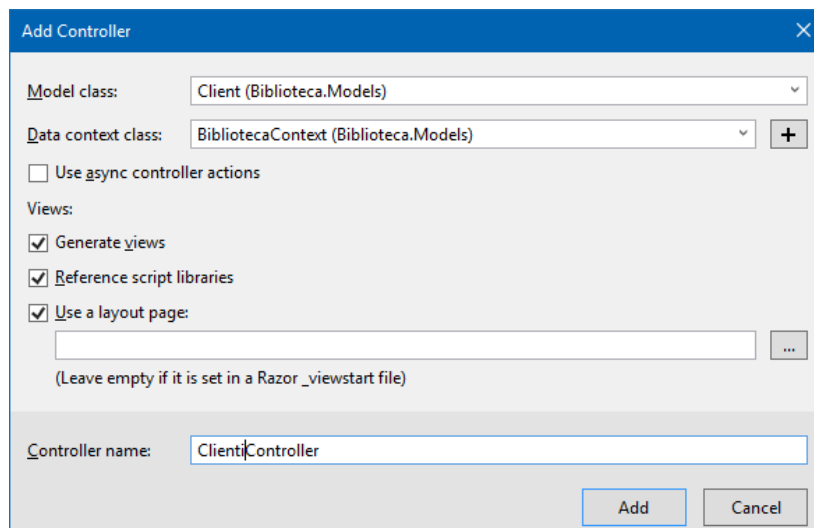 Add Controller
Model class: Client (Biblioteca.Models)
Data context class: BibliotecaContext (Biblioteca.Models) +
Use async controller actions
Views:
Generate views
Reference script libraries
Use a layout page:
...
(Leave empty if it is set in a Razor _viewstart file)
Controller name: ClientiController
Add Cancel